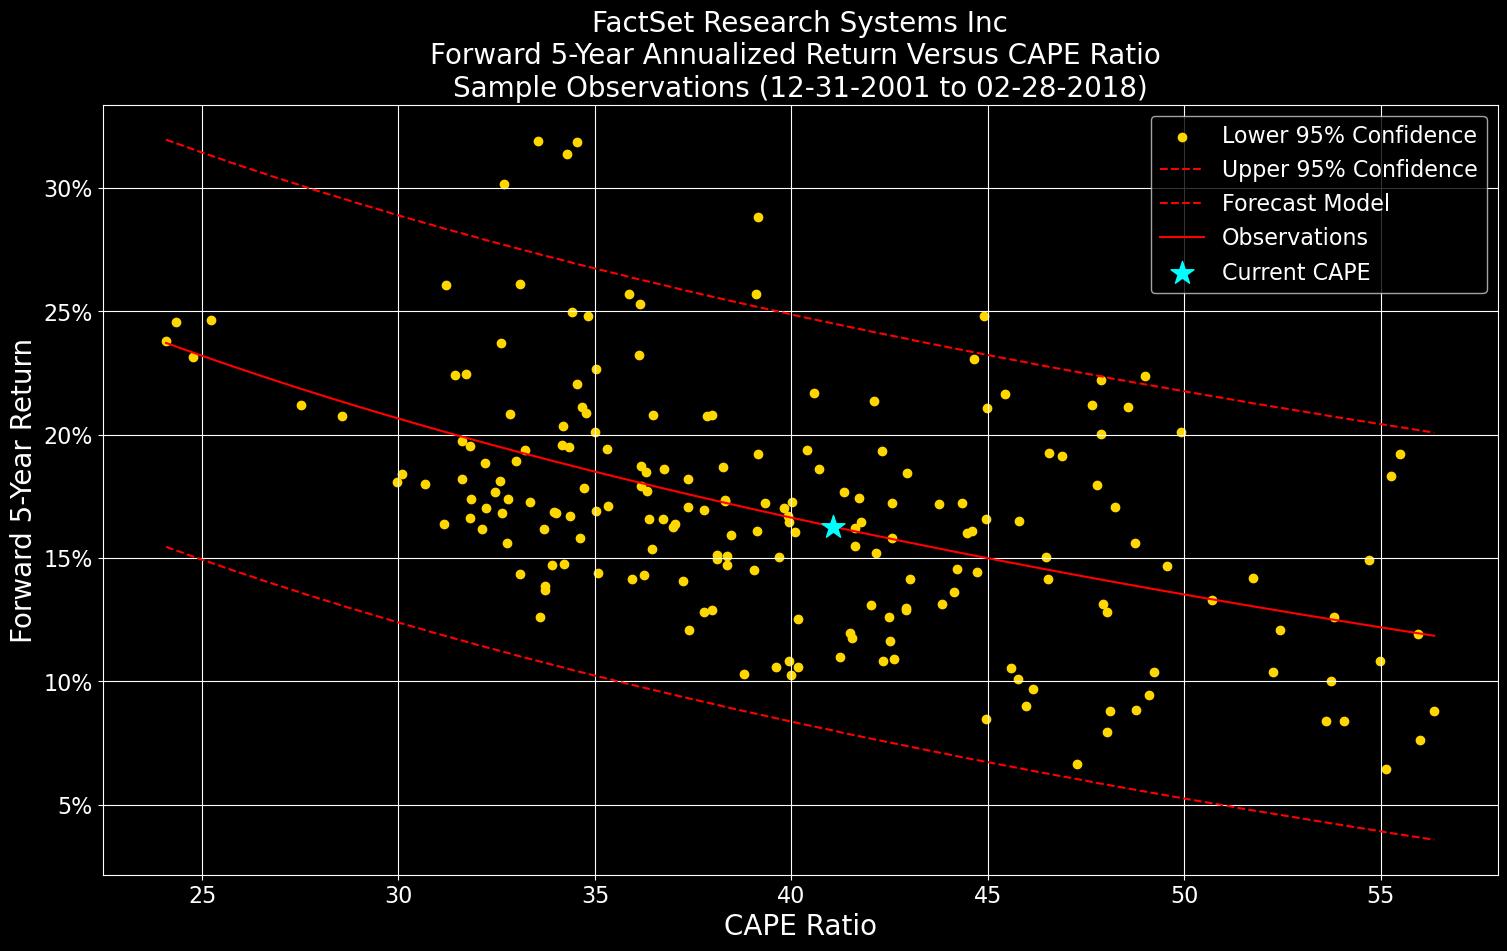 FactSet Research Systems Inc
Forward 5-Year Annualized Return Versus CAPE Ratio
Sample Observations (12-31-2001 to 02-28-2018)
Lower 95% Confidence
Upper 95% Confidence
Forecast Model
Observations
Current CAPE
Forward 5-Year Return
30%
25%
20%
15%
10%
5%
25 30 35 40 45 50 55
CAPE Ratio